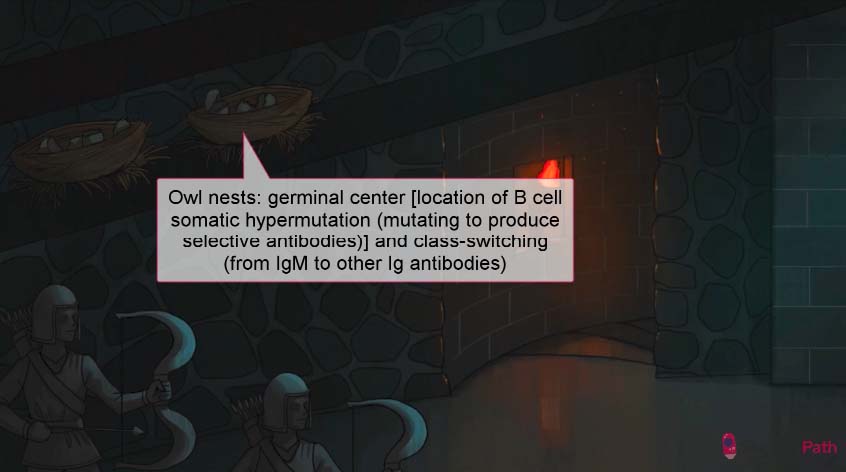 Owl nests: germinal center [location of B cell
somatic hypermutation (mutating to produce
selective antibodies)] and class-switching
(from IgM to other Ig antibodies)
Path